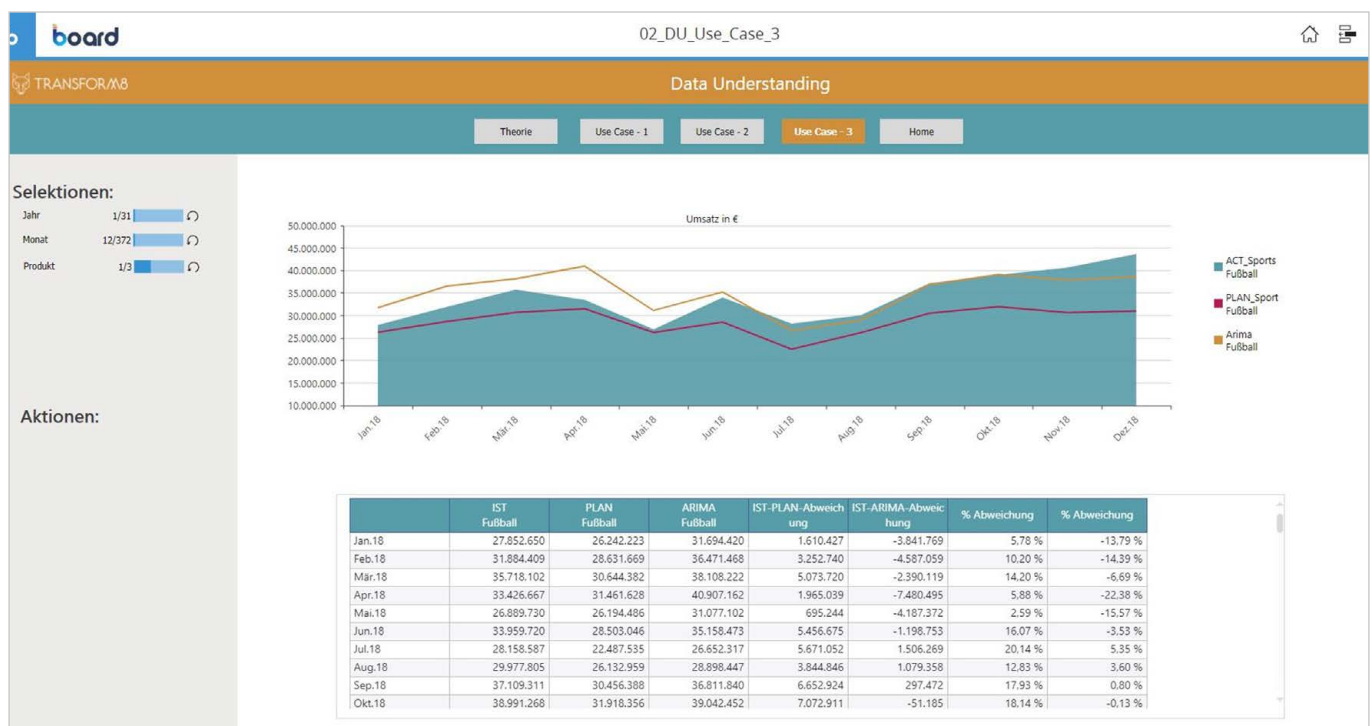 board
02_DU_Use_Case_3
TRANSFORM8
Data Understanding
Theorie Use Case - 1 Use Case - 2 Use Case - 3 Home
Selektionen:
Jahr 1/31
Monat 12/372
Produkt 1/3
Aktionen:
Umsatz in €
50.000.000
45.000.000
40.000.000
35.000.000
30.000.000
25.000.000
20.000.000
15.000.000
10.000.000
Jan.18 Feb.18 Mär.18 Apr.18 Mai.18 Jun.18 Jul.18 Aug.18 Sep.18 Okt.18 Nov.18 Dez.18
ACT_Sports
Fußball
PLAN_Sport
Fußball
Arima
Fußball
IST PLAN ARIMA IST-PLAN-Abweich IST-ARIMA-Abweic % Abweichung % Abweichung
Fußball Fußball Fußball ung hung
Jan.18 27.852.650 26.242.223 31.694.420 1.610.427 -3.841.769 5,78 % -13,79 %
Feb.18 31.884.409 28.631.669 36.471.468 3.252.740 -4.587.059 10,20 % -14,39 %
Mär.18 35.718.102 30.644.382 38.108.222 5.073.720 -2.390.119 14,20 % -6,69 %
Apr.18 33.426.667 31.461.628 40.907.162 1.965.039 -7.480.495 5,88 % -22,38 %
Mai.18 26.889.730 26.194.486 31.077.102 695.244 -4.187.372 2,59 % -15,57 %
Jun.18 33.959.720 28.503.046 35.158.473 5.456.675 -1.198.753 16,07 % -3,53 %
Jul.18 28.158.587 22.487.535 26.652.317 5.671.052 1.506.269 20,14 % 5,35 %
Aug.18 29.977.805 26.132.959 28.898.447 3.844.846 1.079.358 12,83 % 3,60 %
Sep.18 37.109.311 30.456.388 36.811.840 6.652.924 297.472 17,93 % 0,80 %
Okt.18 38.991.268 31.918.356 39.042.452 7.072.911 -51.185 18,14 % -0,13 %